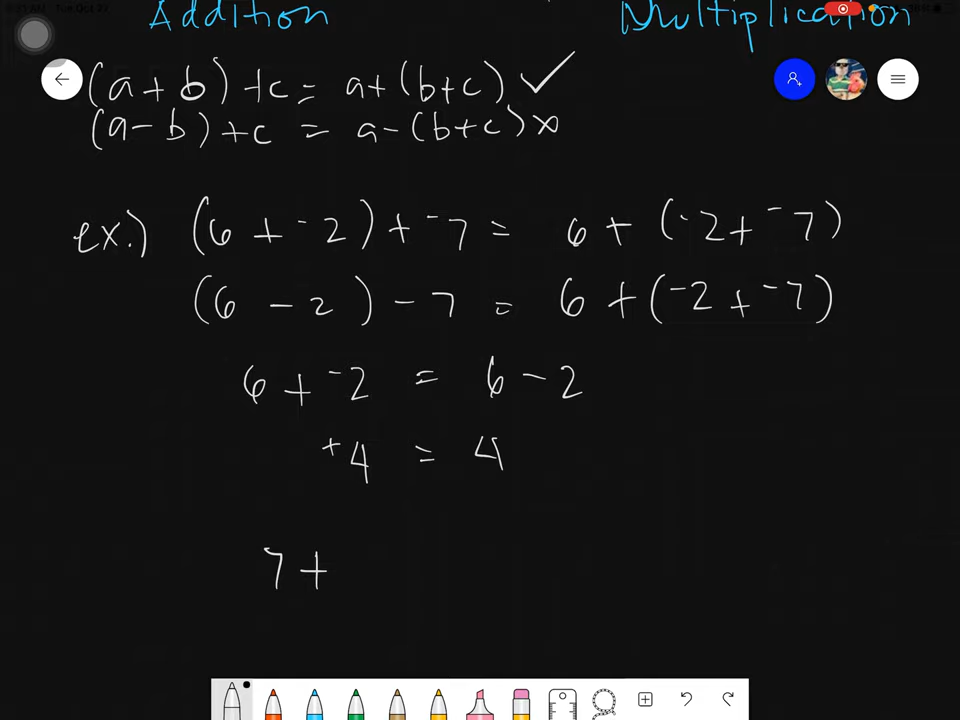 Addition Multiplication
(a + b) + c = a + (b + c) ✓
(a - b) + c = a - (b + c) ×
ex.) (6 + ⁻2) + ⁻7 = 6 + (⁻2 + ⁻7)
(6 - 2) - 7 = 6 + (⁻2 + ⁻7)
6 + ⁻2 = 6 - 2
⁺4 = 4
7 +